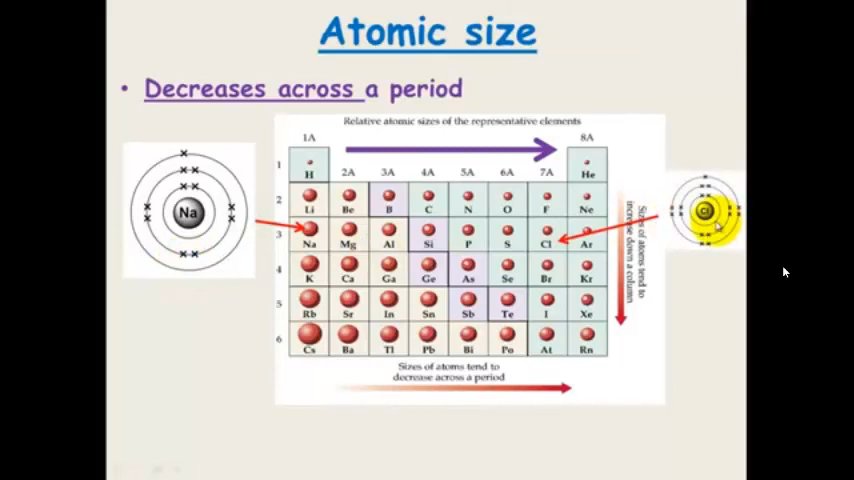 Atomic size
• Decreases across a period
Relative atomic sizes of the representative elements
1A 8A
2A 3A 4A 5A 6A 7A
1 H He
2 Li Be B C N O F Ne
3 Na Mg Al Si P S Cl Ar
4 K Ca Ga Ge As Se Br Kr
5 Rb Sr In Sn Sb Te I Xe
6 Cs Ba Tl Pb Bi Po At Rn
Sizes of atoms tend to
decrease across a period
Sizes of atoms tend to
increase down a column
Na
Cl